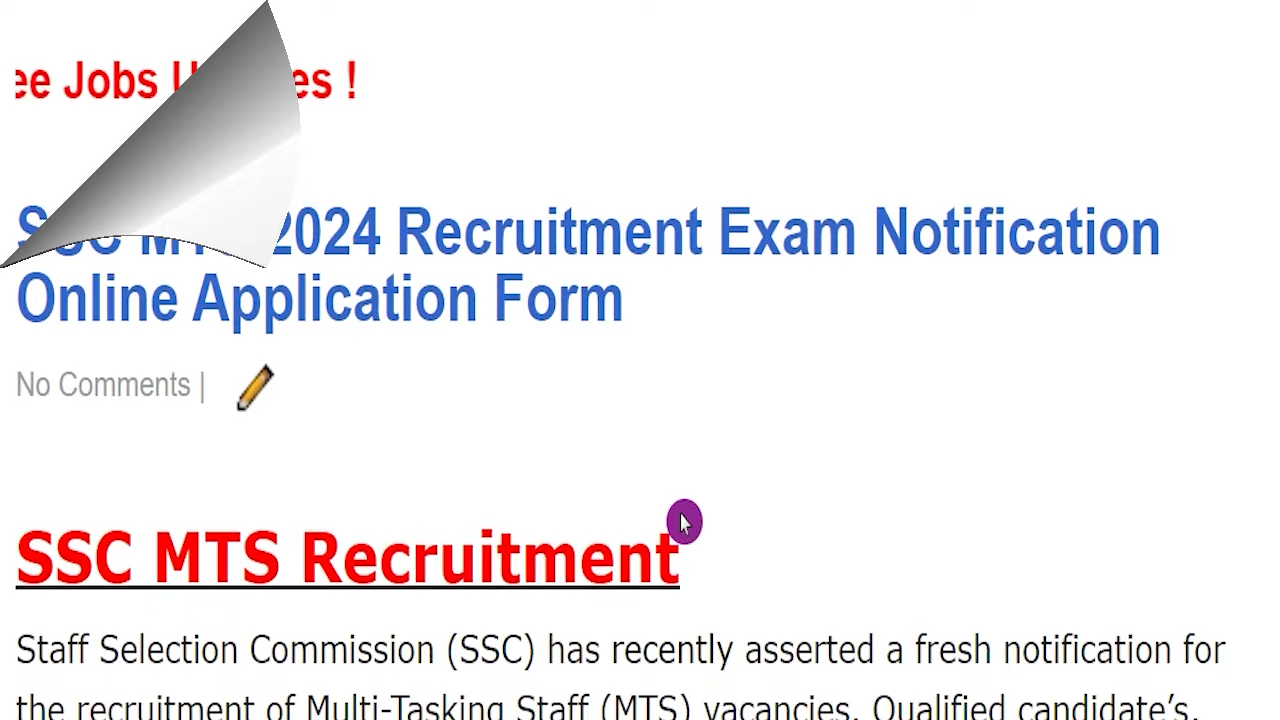 Jobs !
2024 Recruitment Exam Notification
Online Application Form
No Comments |
SSC MTS Recruitment
Staff Selection Commission (SSC) has recently asserted a fresh notification for
the recruitment of Multi-Tasking Staff (MTS) vacancies. Qualified candidate’s,